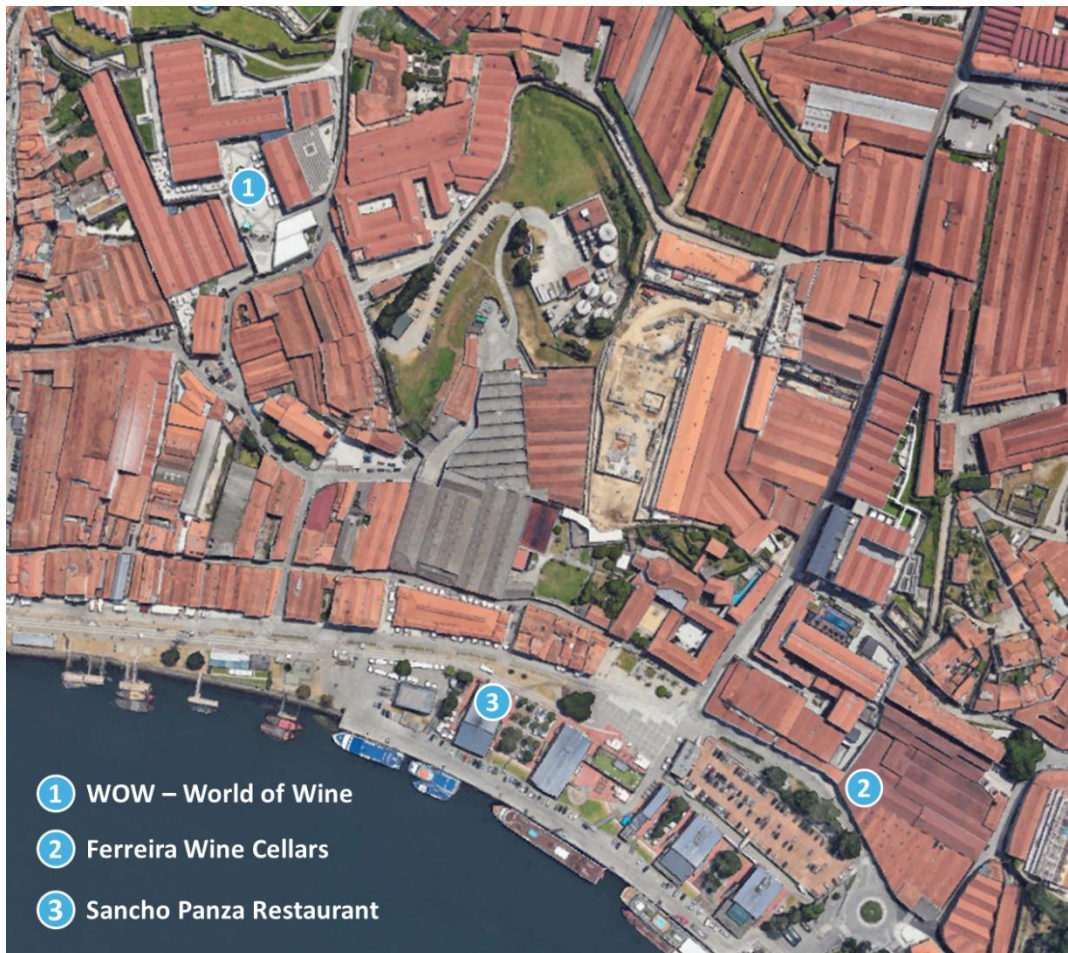 1
3
2
1 WOW – World of Wine
2 Ferreira Wine Cellars
3 Sancho Panza Restaurant